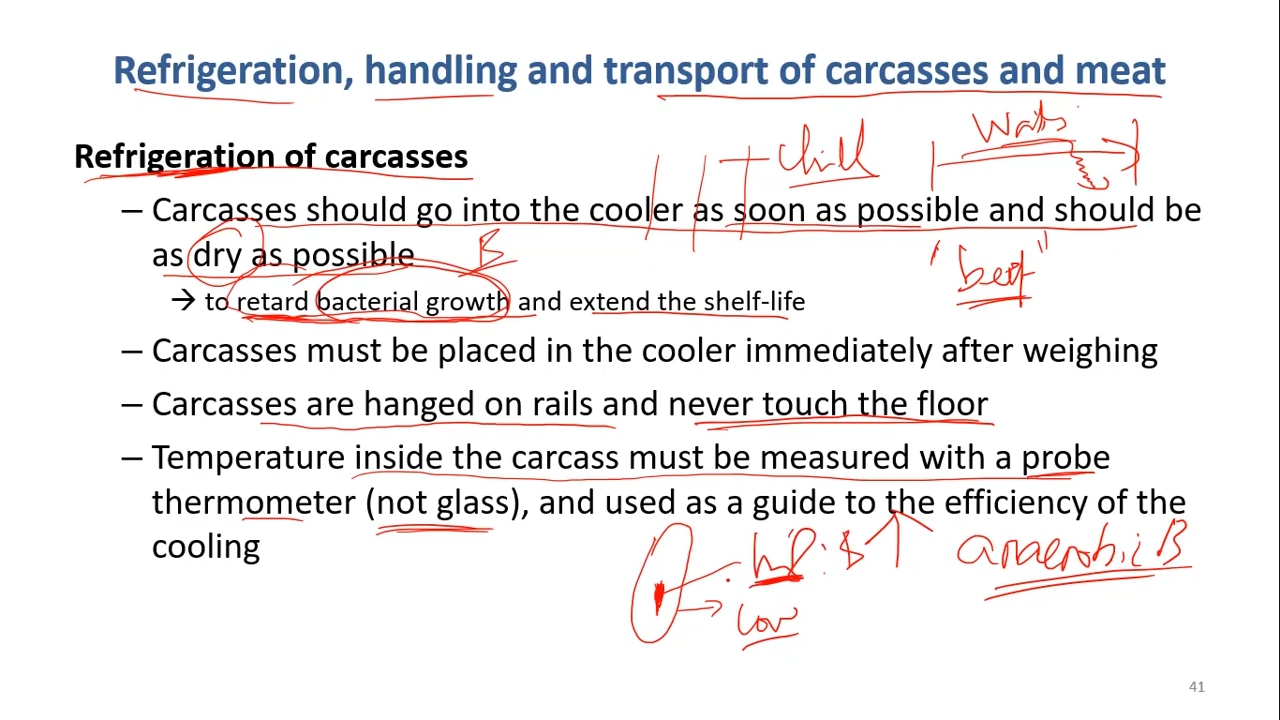 Refrigeration, handling and transport of carcasses and meat
Refrigeration of carcasses
chill
– Carcasses should go into the cooler as soon as possible and should be
as dry as possible B
"beef"
→ to retard bacterial growth and extend the shelf-life
– Carcasses must be placed in the cooler immediately after weighing
– Carcasses are hanged on rails and never touch the floor
– Temperature inside the carcass must be measured with a probe
thermometer (not glass), and used as a guide to the efficiency of the
cooling
B anaerobic B
low
41